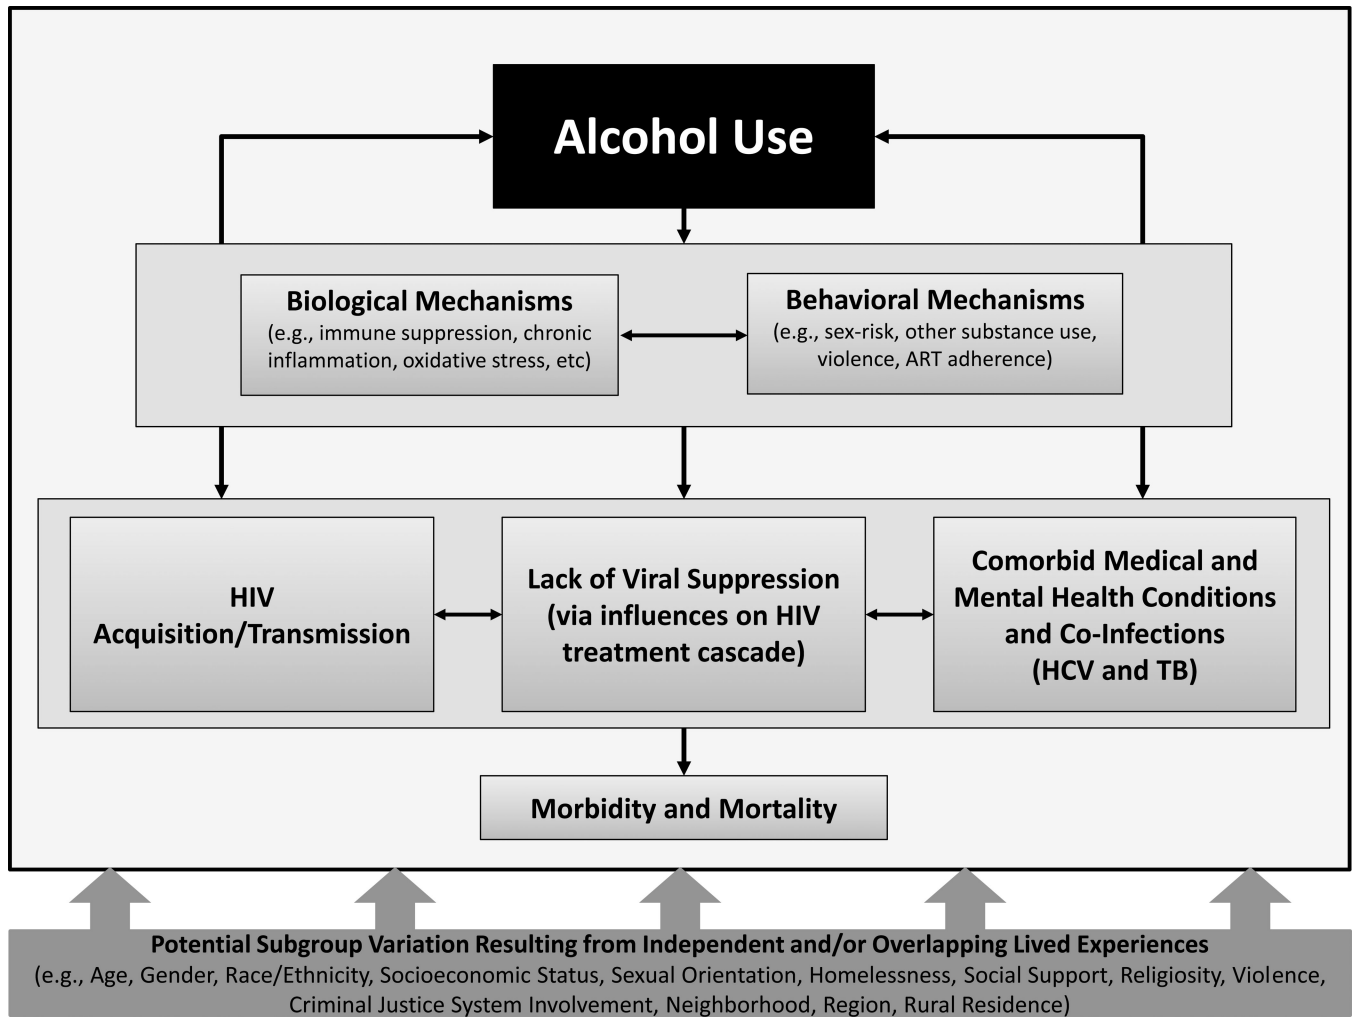 Alcohol Use
Biological Mechanisms
(e.g., immune suppression, chronic
inflammation, oxidative stress, etc)
Behavioral Mechanisms
(e.g., sex-risk, other substance use,
violence, ART adherence)
HIV
Acquisition/Transmission
Lack of Viral Suppression
(via influences on HIV
treatment cascade)
Comorbid Medical and
Mental Health Conditions
and Co-Infections
(HCV and TB)
Morbidity and Mortality
Potential Subgroup Variation Resulting from Independent and/or Overlapping Lived Experiences
(e.g., Age, Gender, Race/Ethnicity, Socioeconomic Status, Sexual Orientation, Homelessness, Social Support, Religiosity, Violence,
Criminal Justice System Involvement, Neighborhood, Region, Rural Residence)